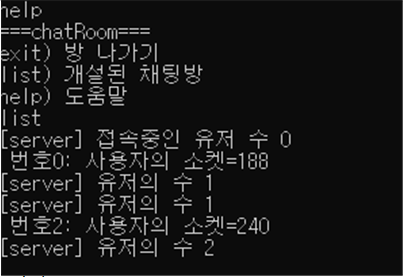 help
===chatRoom===
exit) 방 나가기
list) 개설된 채팅방
help) 도움말
list
[server] 접속중인 유저 수 0
번호0: 사용자의 소켓=188
[server] 유저의 수 1
[server] 유저의 수 1
번호2: 사용자의 소켓=240
[server] 유저의 수 2